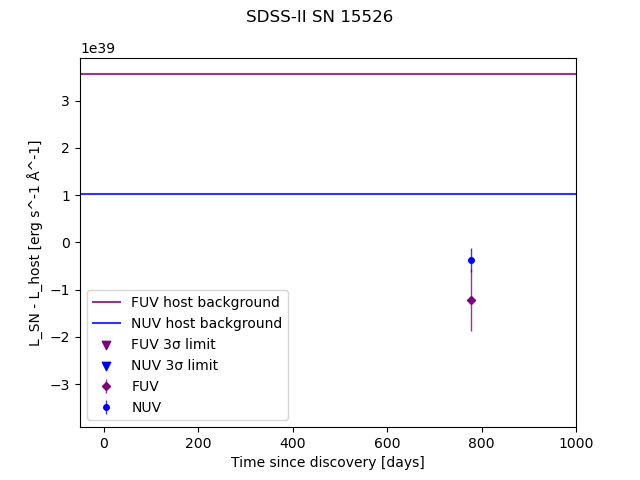 SDSS-II SN 15526
1e39
L_SN - L_host [erg s^-1 Å^-1]
3
2
1
0
−1
−2
−3
FUV host background
NUV host background
FUV 3σ limit
NUV 3σ limit
FUV
NUV
0 200 400 600 800 1000
Time since discovery [days]